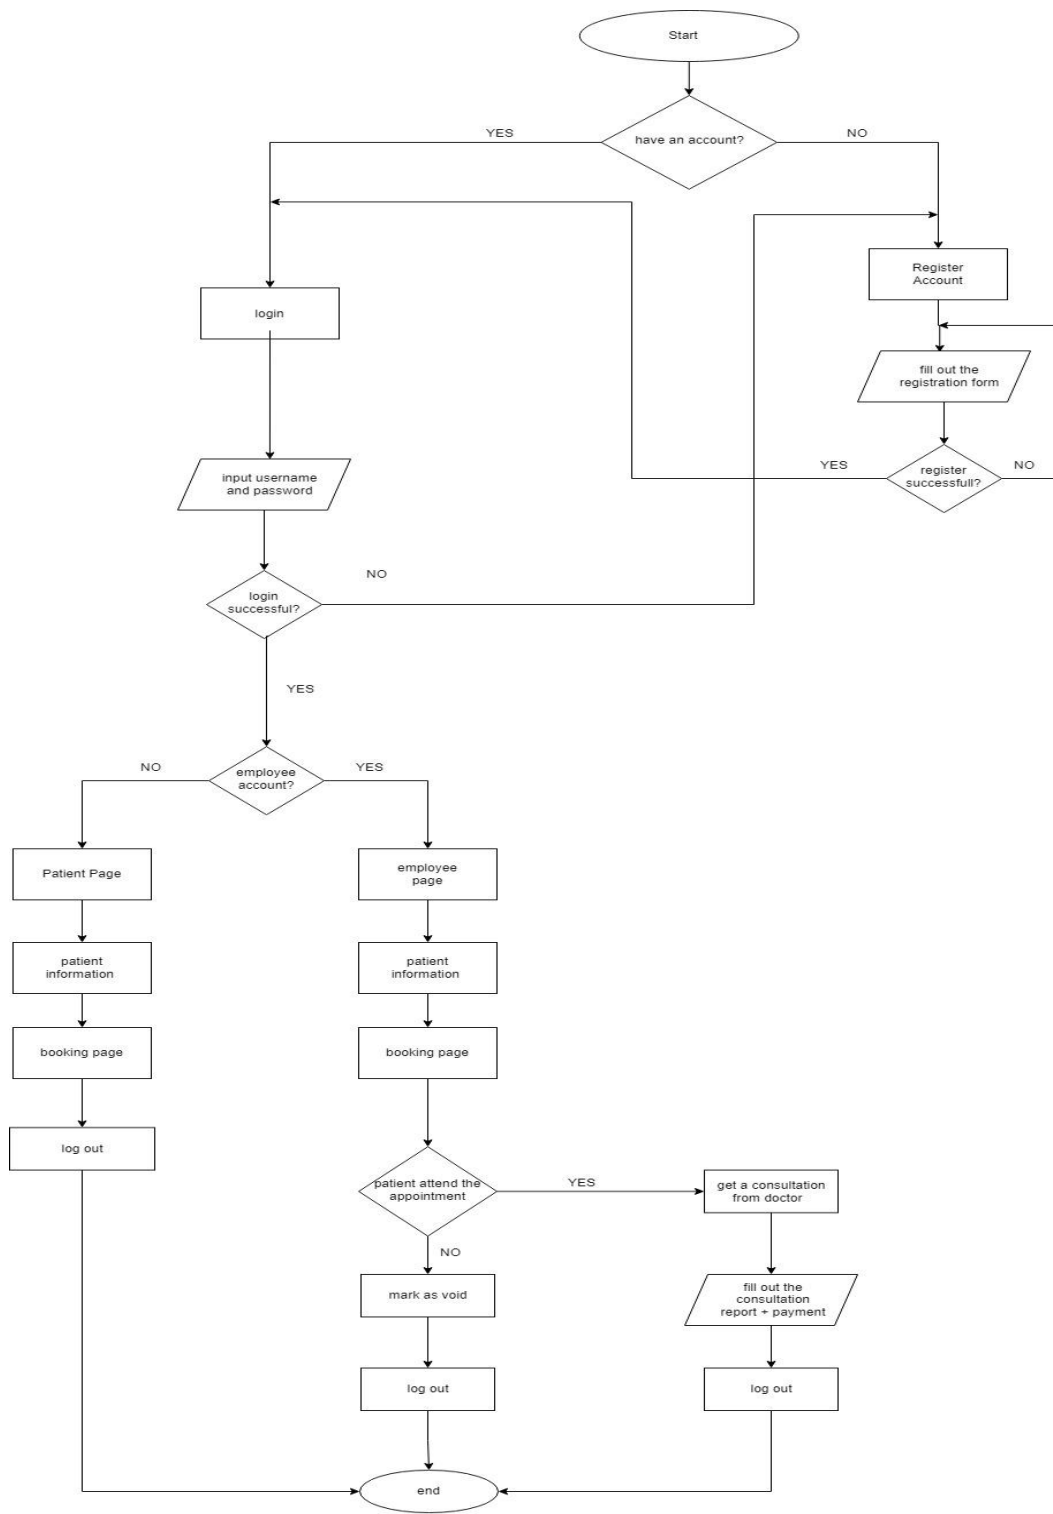 Start
have an account?
YES
NO
Register
Account
login
fill out the
registration form
YES
register
successfull?
NO
input username
and password
NO
login
successful?
YES
NO
employee
account?
YES
Patient Page
employee
page
patient
information
patient
information
booking page
booking page
log out
patient attend the
appointment
YES
get a consultation
from doctor
NO
mark as void
fill out the
consultation
report + payment
log out
log out
end